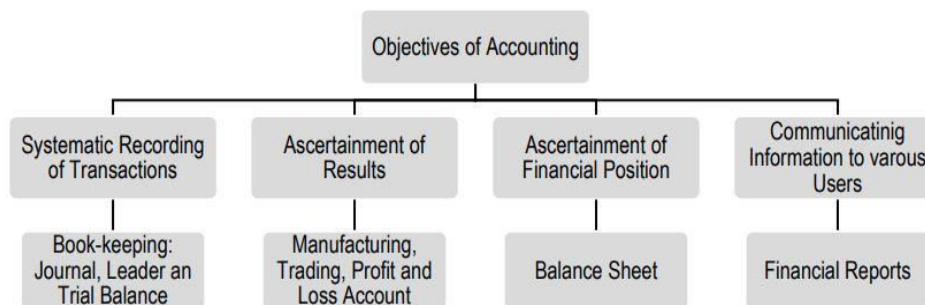 Objectives of Accounting
Systematic Recording
of Transactions
Ascertainment of
Results
Ascertainment of
Financial Position
Communicatinig
Information to varous
Users
Book-keeping:
Journal, Leader an
Trial Balance
Manufacturing,
Trading, Profit and
Loss Account
Balance Sheet
Financial Reports